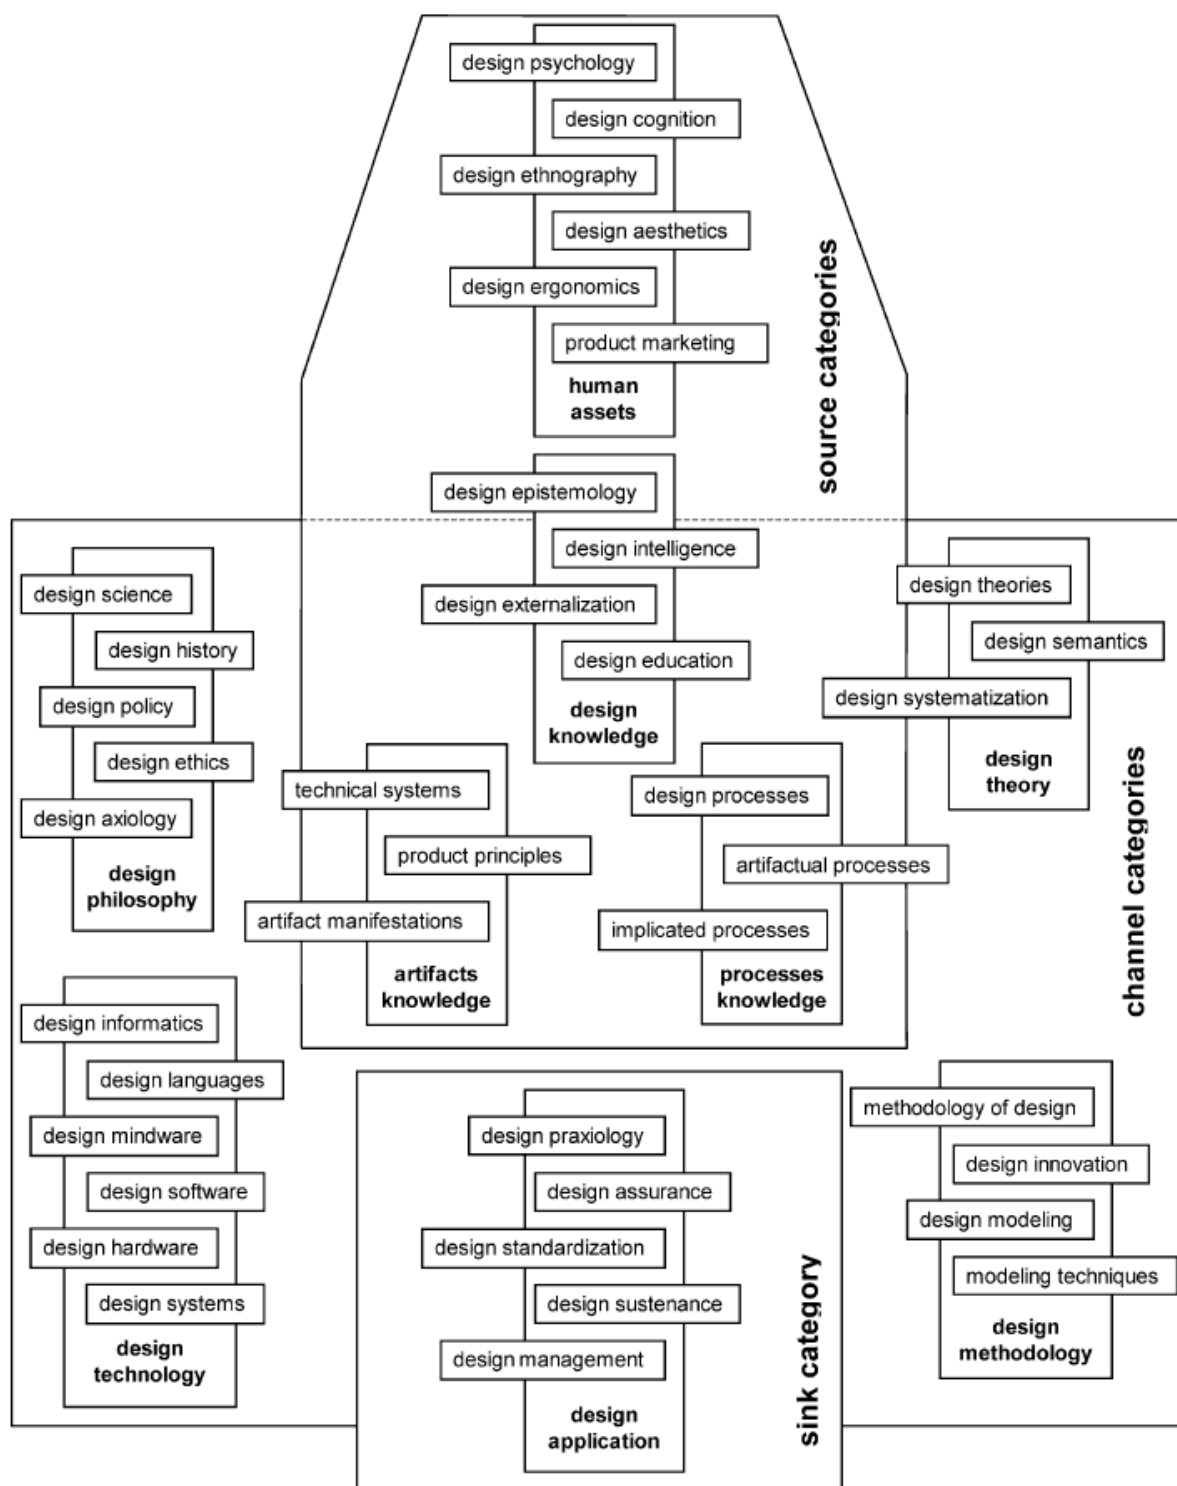 design psychology
design cognition
design ethnography
design aesthetics
design ergonomics
product marketing
human
assets
source categories
design epistemology
design intelligence
design externalization
design education
design
knowledge
design science
design history
design policy
design ethics
design axiology
design
philosophy
design theories
design semantics
design systematization
design
theory
technical systems
product principles
artifact manifestations
artifacts
knowledge
design processes
artifactual processes
implicated processes
processes
knowledge
channel categories
design informatics
design languages
design mindware
design software
design hardware
design systems
design
technology
design praxiology
design assurance
design standardization
design sustenance
design management
design
application
sink category
methodology of design
design innovation
design modeling
modeling techniques
design
methodology